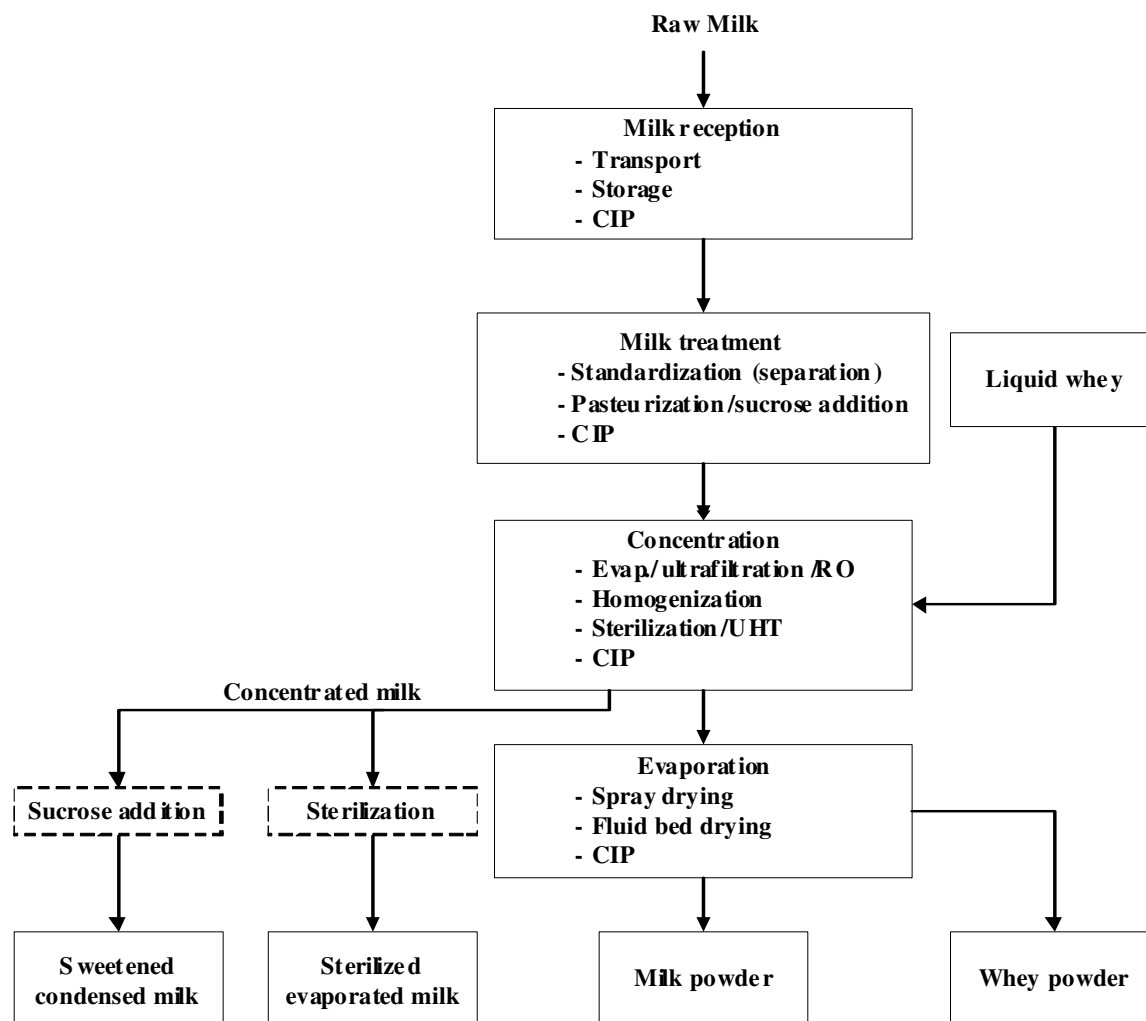 Raw Milk
Milk reception
- Transport
- Storage
- CIP
Milk treatment
- Standardization (separation)
- Pasteurization/sucrose addition
- CIP
Liquid whey
Concentration
- Evap./ultrafiltration/RO
- Homogenization
- Sterilization/UHT
- CIP
Concentrated milk
Sucrose addition
Sterilization
Evaporation
- Spray drying
- Fluid bed drying
- CIP
Sweetened
condensed milk
Sterilized
evaporated milk
Milk powder
Whey powder